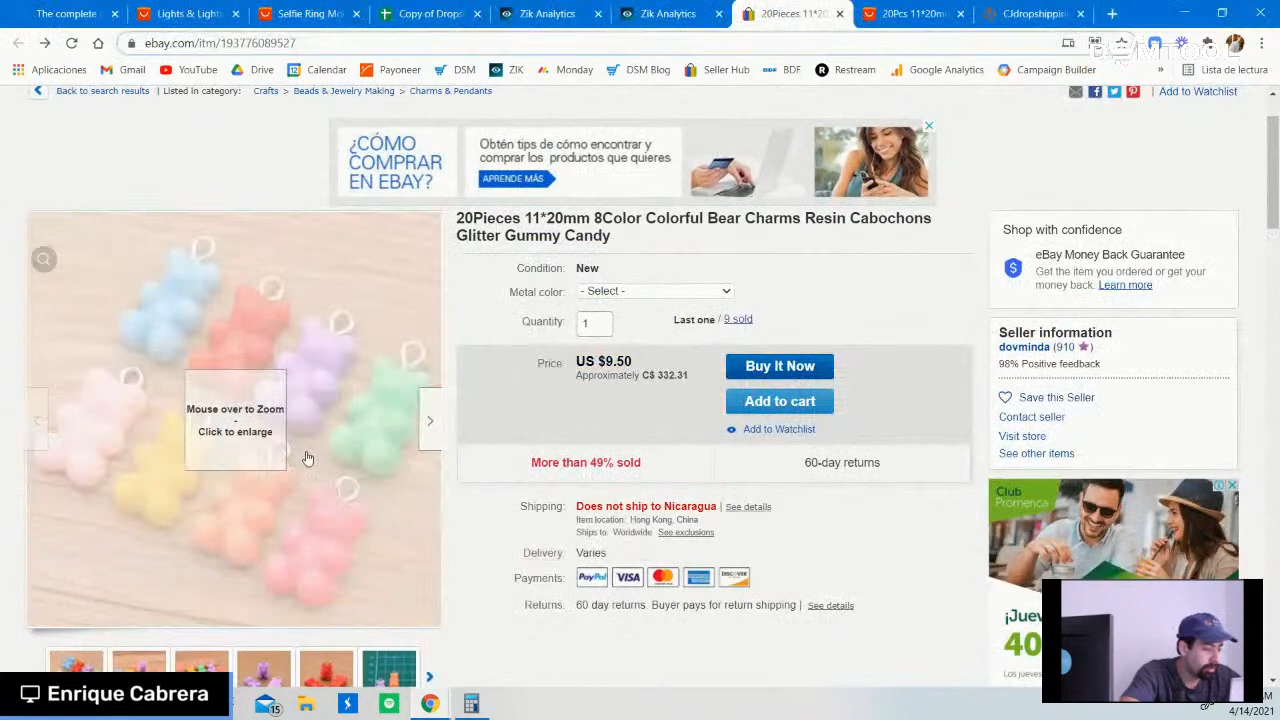 The complete
Lights & Lights
Selfie Ring Mo
Copy of Drops
Zik Analytics
Zik Analytics
20Pieces 11*20
20Pcs 11*20mm
CJdropshipping
ebay.com/itm/193776089527
Aplicaciones
Gmail
YouTube
Drive
Calendar
Payoneer
DSM
ZIK
Monday
DSM Blog
Seller Hub
BDF
Restream
Google Analytics
Campaign Builder
»
Lista de lectura
Back to search results | Listed in category: Crafts > Beads & Jewelry Making > Charms & Pendants
| Add to Watchlist
¿CÓMO
COMPRAR
EN EBAY?
Obtén tips de cómo encontrar y
comprar los productos que quieres.
APRENDE MÁS
20Pieces 11*20mm 8Color Colorful Bear Charms Resin Cabochons
Glitter Gummy Candy
Condition: New
Metal color: - Select -
Quantity: 1 Last one / 9 sold
Price: US $9.50
Approximately C$ 332.31
Buy It Now
Add to cart
Add to Watchlist
More than 49% sold
60-day returns
Shipping: Does not ship to Nicaragua | See details
Item location: Hong Kong, China
Ships to: Worldwide See exclusions
Delivery: Varies
Payments: PayPal VISA
Returns: 60 day returns. Buyer pays for return shipping | See details
Mouse over to Zoom
-
Click to enlarge
Shop with confidence
eBay Money Back Guarantee
Get the item you ordered or get your
money back. Learn more
Seller information
dovminda (910 )
98% Positive feedback
Save this Seller
Contact seller
Visit store
See other items
Club
Promerica
¡Jueves
40
Los jueves
Enrique Cabrera
15
4/14/2021